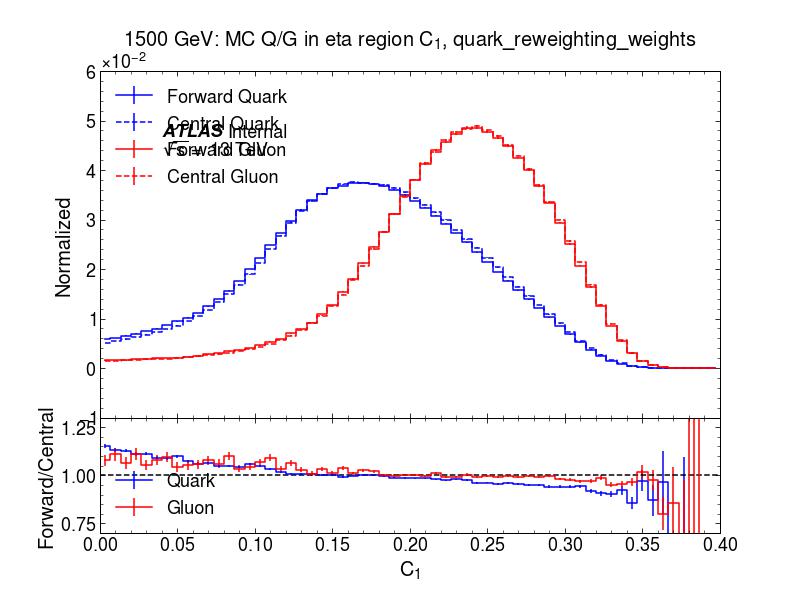 1500 GeV: MC Q/G in eta region C₁, quark_reweighting_weights
×10⁻²
6
5
4
3
2
1
0
−1
Normalized
Forward Quark
Central Quark
ATLAS Internal
√s = 13 TeV
Forward Gluon
Central Gluon
1.25
1.00
0.75
Forward/Central
Quark
Gluon
0.00 0.05 0.10 0.15 0.20 0.25 0.30 0.35 0.40
C₁